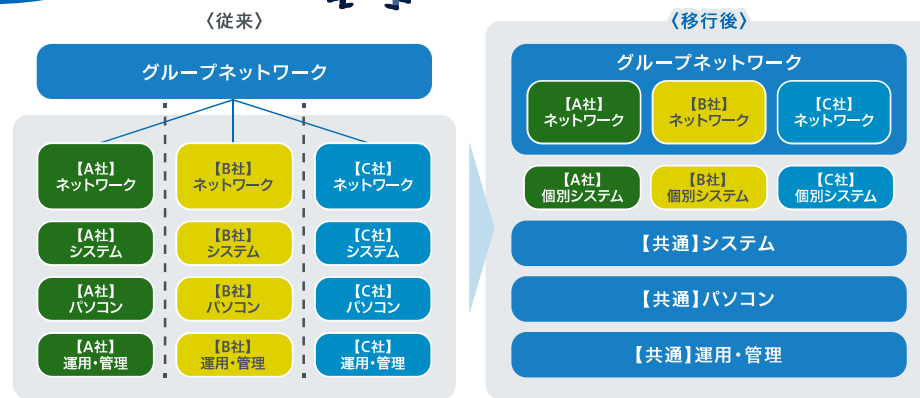 〈従来〉
グループネットワーク
【A社】
ネットワーク
【B社】
ネットワーク
【C社】
ネットワーク
【A社】
システム
【B社】
システム
【C社】
システム
【A社】
パソコン
【B社】
パソコン
【C社】
パソコン
【A社】
運用・管理
【B社】
運用・管理
【C社】
運用・管理
〈移行後〉
グループネットワーク
【A社】
ネットワーク
【B社】
ネットワーク
【C社】
ネットワーク
【A社】
個別システム
【B社】
個別システム
【C社】
個別システム
【共通】システム
【共通】パソコン
【共通】運用・管理